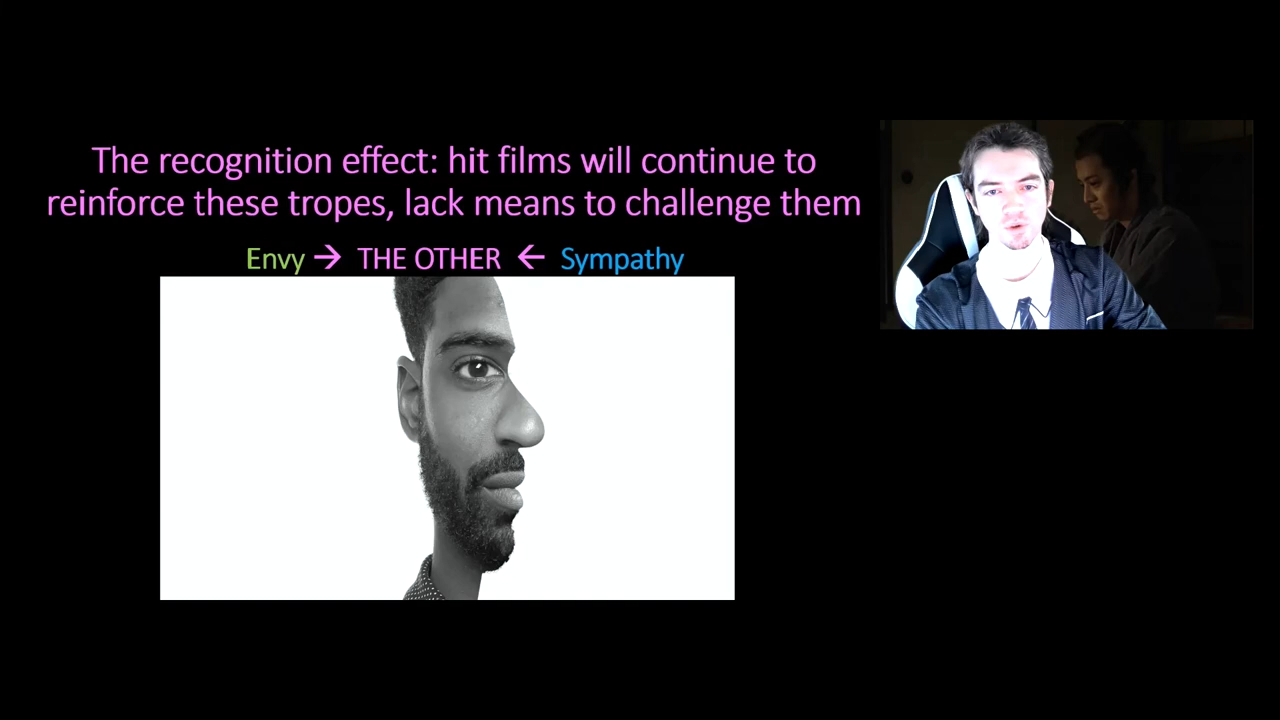 The recognition effect: hit films will continue to
reinforce these tropes, lack means to challenge them
Envy → THE OTHER ← Sympathy